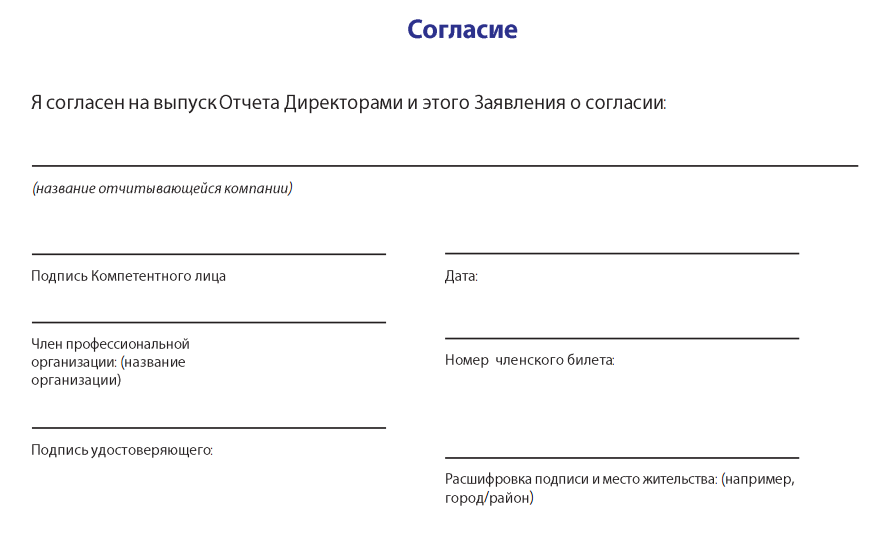 Согласие
Я согласен на выпуск Отчета Директорами и этого Заявления о согласии:
(название отчитывающейся компании)
Подпись Компетентного лица
Дата:
Член профессиональной
организации: (название
организации)
Номер членского билета:
Подпись удостоверяющего:
Расшифровка подписи и место жительства: (например,
город/район)